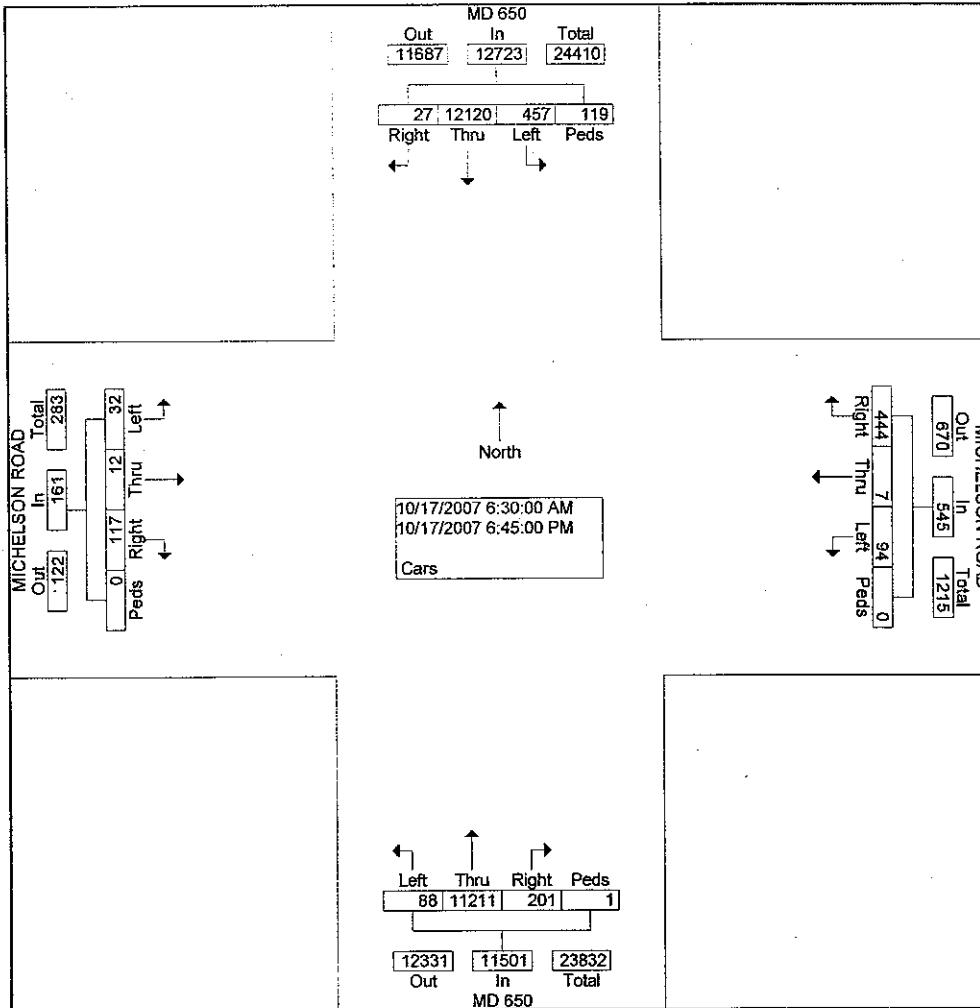 MD 650
Out In Total
11687 12723 24410
27 12120 457 119
Right Thru Left Peds
MICHELSON ROAD
Total In Out
283 161 122
32 12 117 0
Left Thru Right Peds
North
10/17/2007 6:30:00 AM
10/17/2007 6:45:00 PM
Cars
Right Thru Left Peds
444 7 94 0
Out In Total
670 545 1215
MICHELSON ROAD
Left Thru Right Peds
88 11211 201 1
12331 11501 23832
Out In Total
MD 650